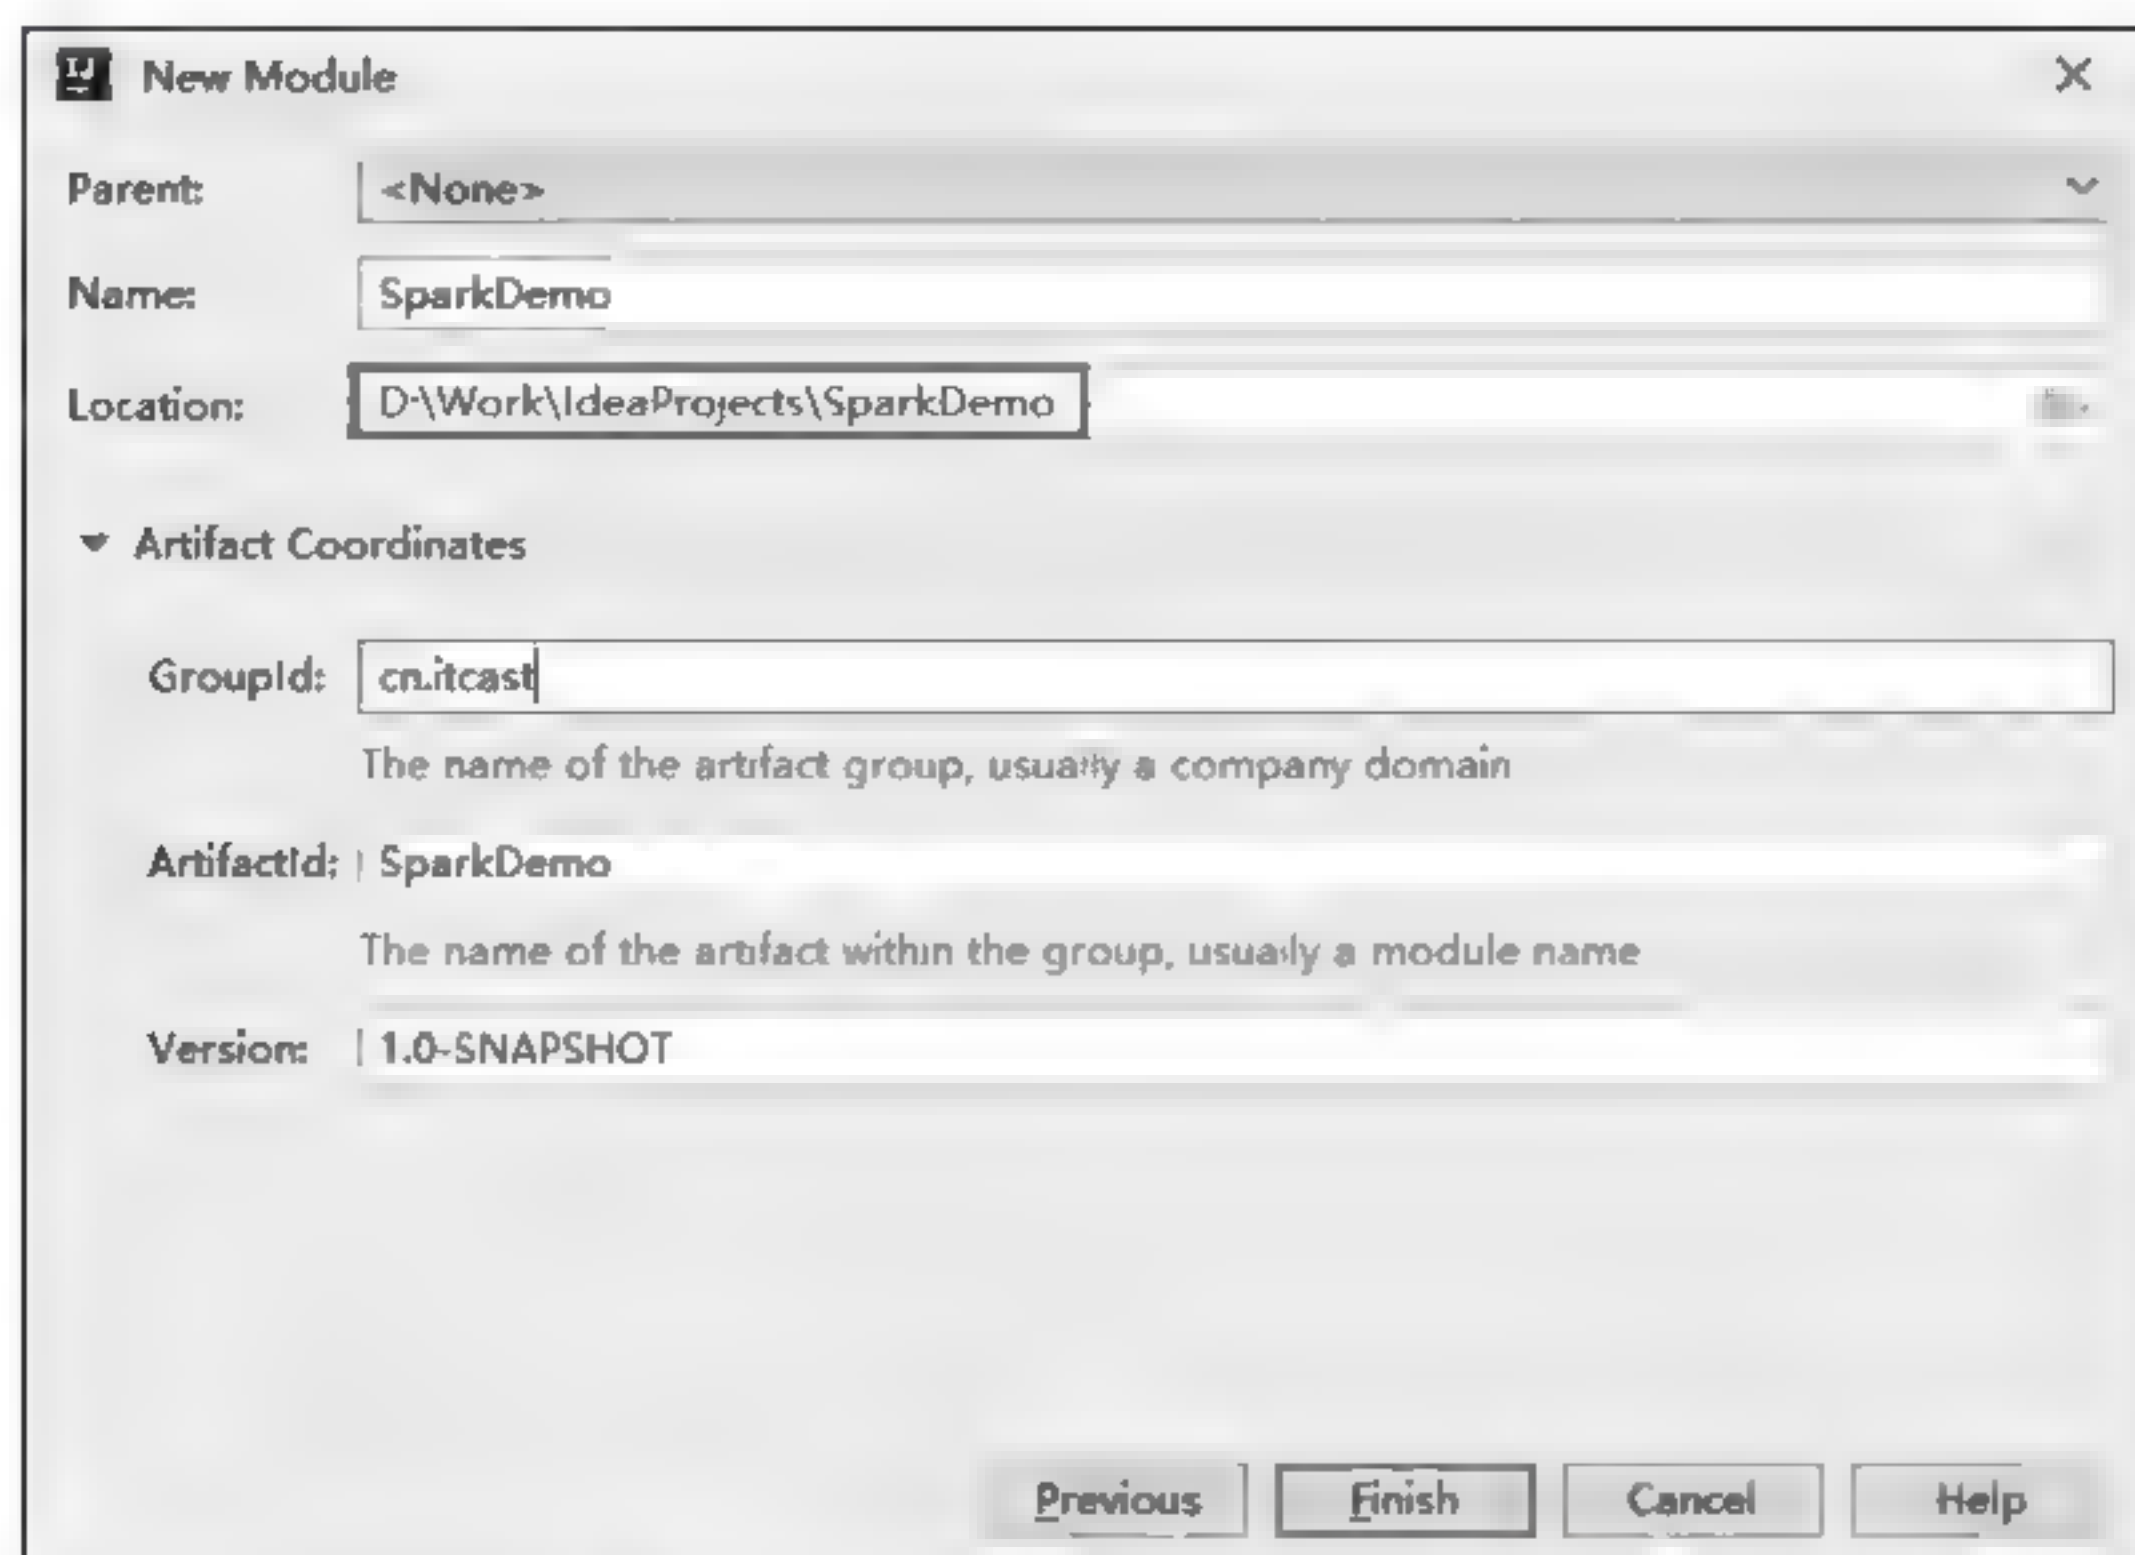 IJ New Module
Parent: <None>
Name: SparkDemo
Location: D:\Work\IdeaProjects\SparkDemo
Artifact Coordinates
GroupId: cn.itcast
The name of the artifact group, usually a company domain
ArtifactId: SparkDemo
The name of the artifact within the group, usually a module name
Version: 1.0-SNAPSHOT
Previous Finish Cancel Help